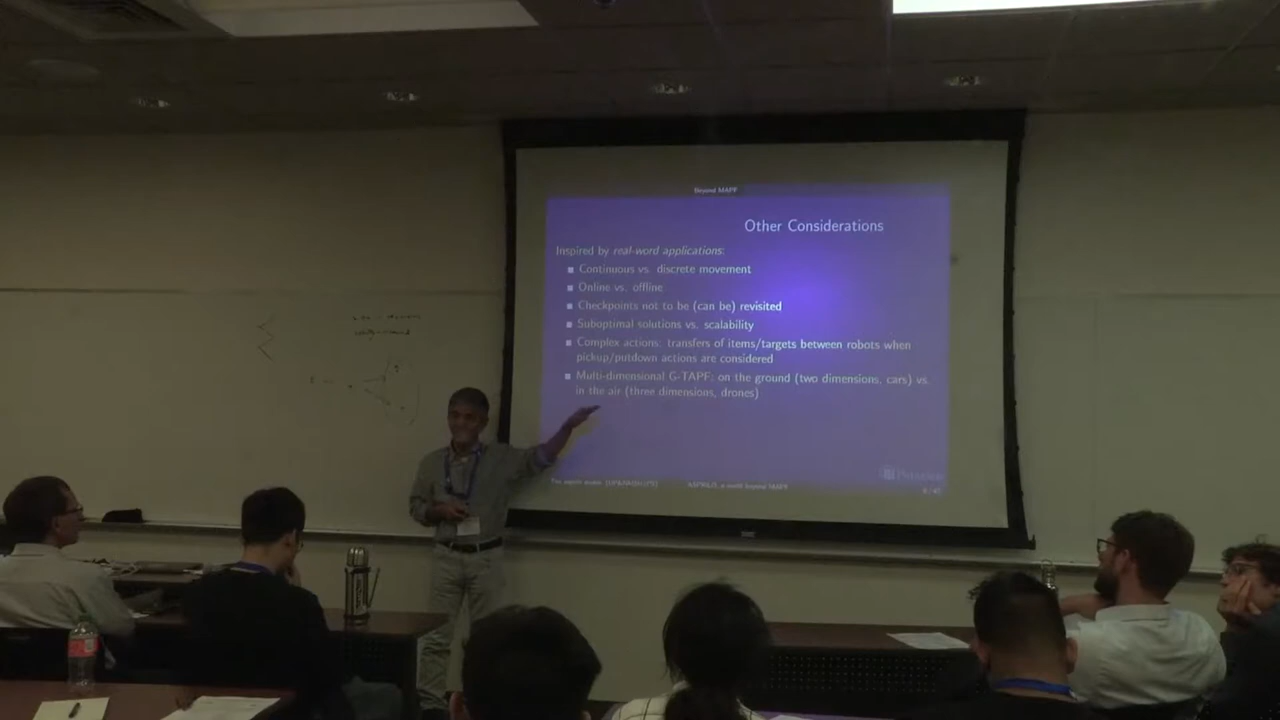 Beyond MAPF
Other Considerations
Inspired by real-word applications:
Continuous vs. discrete movement
Online vs. offline
Checkpoints not to be (can be) revisited
Suboptimal solutions vs. scalability
Complex actions: transfers of items/targets between robots when
pickup/putdown actions are considered
Multi-dimensional G-TAPF: on the ground (two dimensions, cars) vs.
in the air (three dimensions, drones)
a world beyond MAPF